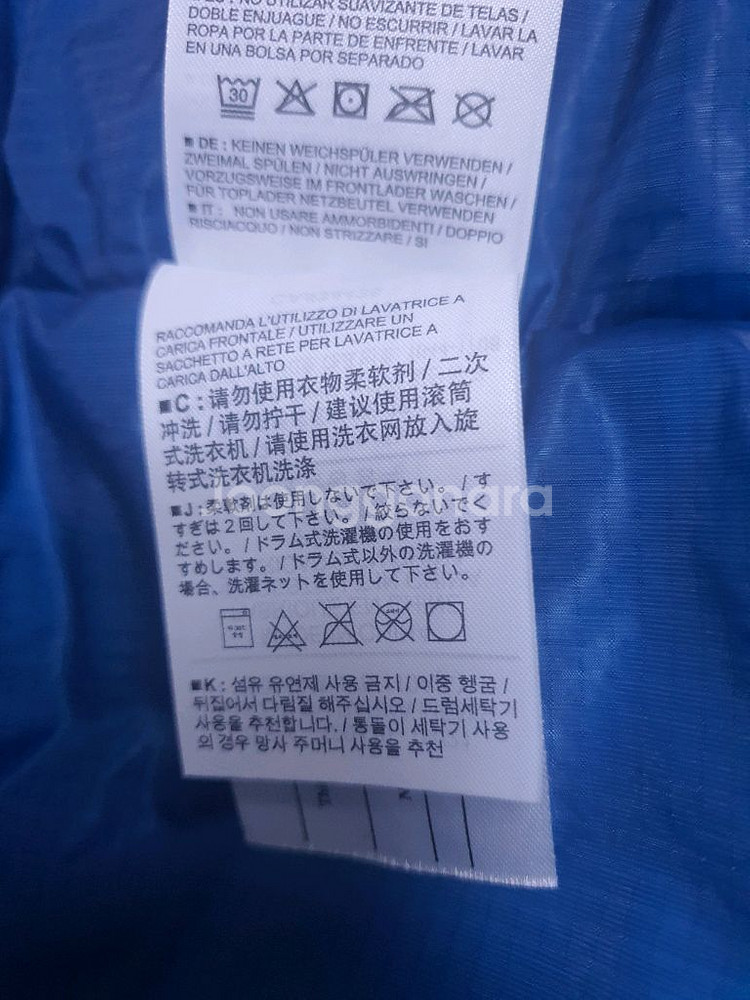 NO UTILIZAR SUAVIZANTE DE TELAS /
DOBLE ENJUAGUE / NO ESCURRIR / LAVAR LA
ROPA POR LA PARTE DE ENFRENTE / LAVAR
EN UNA BOLSA POR SEPARADO
30
■ DE : KEINEN WEICHSPÜLER VERWENDEN /
ZWEIMAL SPÜLEN / NICHT AUSWRINGEN /
VORZUGSWEISE IM FRONTLADER WASCHEN /
FÜR TOPLADER NETZBEUTEL VERWENDEN
■ IT : NON USARE AMMORBIDENTI / DOPPIO
RISCIACQUO / NON STRIZZARE / SI
RACCOMANDA L'UTILIZZO DI LAVATRICE A
CARICA FRONTALE / UTILIZZARE UN
SACCHETTO A RETE PER LAVATRICE A
CARICA DALL'ALTO
■C : 请勿使用衣物柔软剂 / 二次
冲洗 / 请勿拧干 / 建议使用滚筒
式洗衣机 / 请使用洗衣网放入旋
转式洗衣机洗涤
Joonggonara
■J : 柔軟剤は使用しないで下さい。 / す
すぎは2回して下さい。 / 絞らないで
ださい。 / ドラム式洗濯機の使用をおす
すめします。 / ドラム式以外の洗濯機の
場合、洗濯ネットを使用して下さい。
■K : 섬유 유연제 사용 금지 / 이중 헹굼 /
뒤집어서 다림질 해주십시오 / 드럼세탁기
사용을 추천합니다. / 통돌이 세탁기 사용
의 경우 망사 주머니 사용을 추천